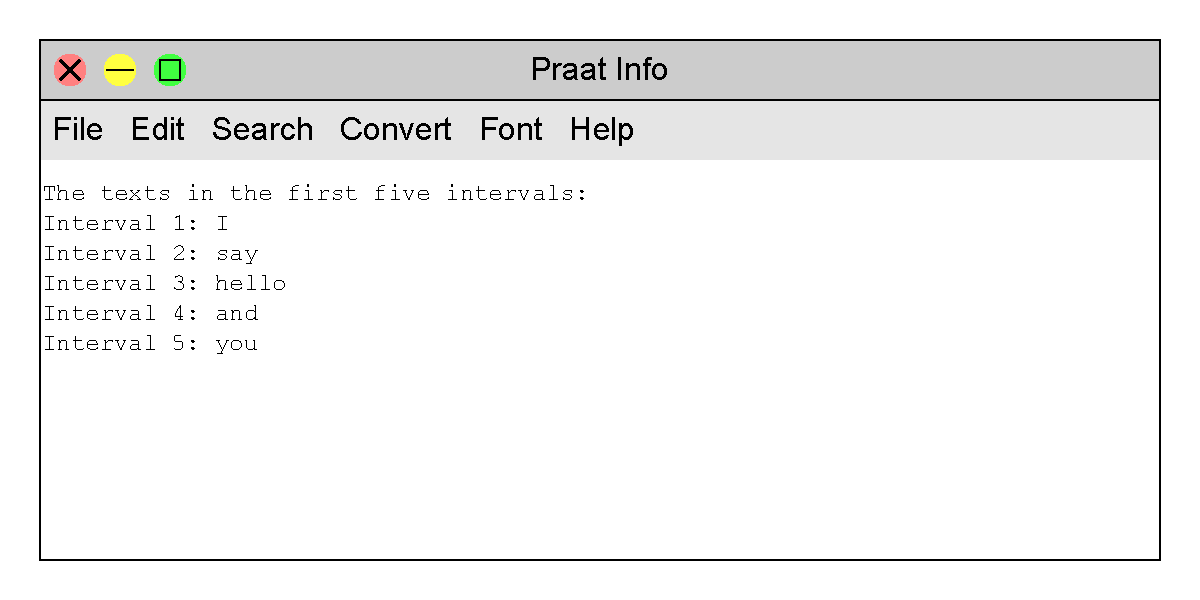 Praat Info
File Edit Search Convert Font Help
The texts in the first five intervals:
Interval 1: I
Interval 2: say
Interval 3: hello
Interval 4: and
Interval 5: you